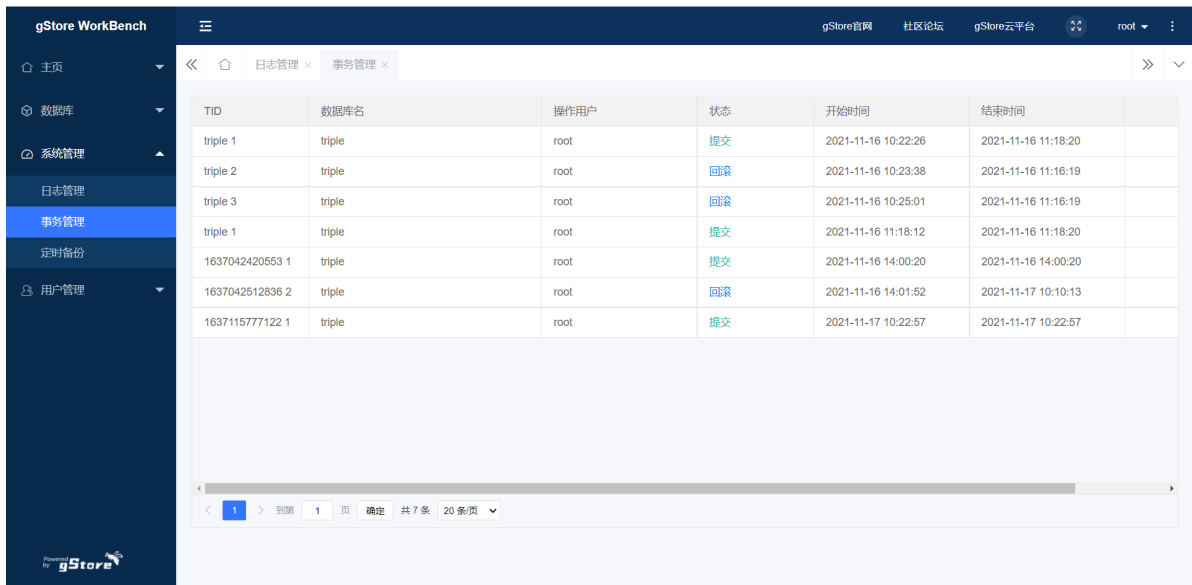 gStore WorkBench
gStore官网 社区论坛 gStore云平台 root
主页
数据库
系统管理
日志管理
事务管理
定时备份
用户管理
日志管理 × 事务管理 ×
TID 数据库名 操作用户 状态 开始时间 结束时间
triple 1 triple root 提交 2021-11-16 10:22:26 2021-11-16 11:18:20
triple 2 triple root 回滚 2021-11-16 10:23:38 2021-11-16 11:16:19
triple 3 triple root 回滚 2021-11-16 10:25:01 2021-11-16 11:16:19
triple 1 triple root 提交 2021-11-16 11:18:12 2021-11-16 11:18:20
1637042420553 1 triple root 提交 2021-11-16 14:00:20 2021-11-16 14:00:20
1637042512836 2 triple root 回滚 2021-11-16 14:01:52 2021-11-17 10:10:13
1637115777122 1 triple root 提交 2021-11-17 10:22:57 2021-11-17 10:22:57
1 到第 1 页 确定 共 7 条 20 条/页
Powered by gStore